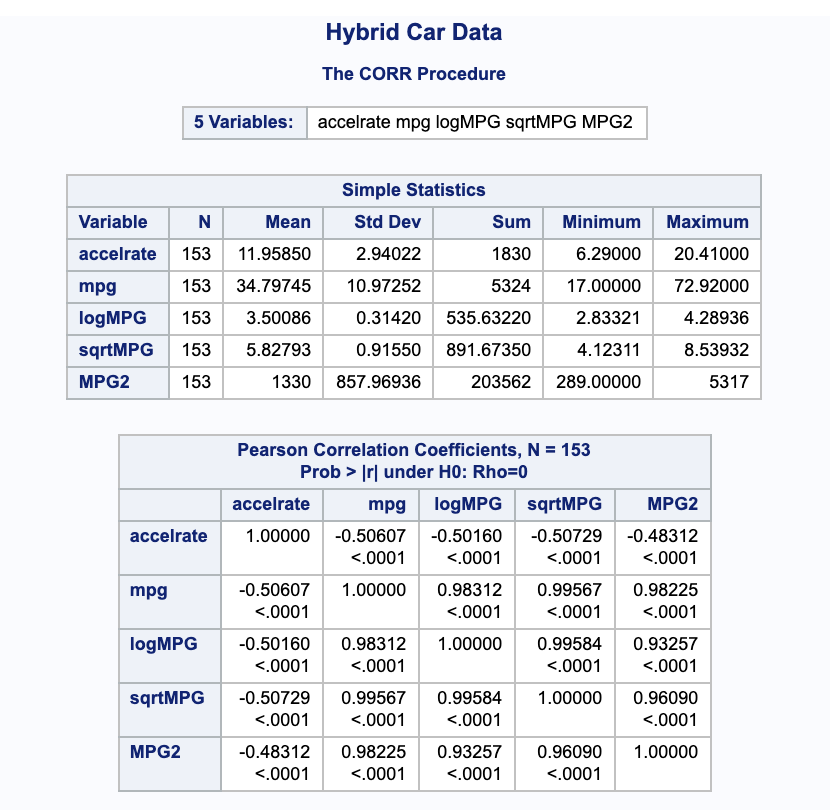 Hybrid Car Data
The CORR Procedure
5 Variables: accelrate mpg logMPG sqrtMPG MPG2
Simple Statistics
Variable N Mean Std Dev Sum Minimum Maximum
accelrate 153 11.95850 2.94022 1830 6.29000 20.41000
mpg 153 34.79745 10.97252 5324 17.00000 72.92000
logMPG 153 3.50086 0.31420 535.63220 2.83321 4.28936
sqrtMPG 153 5.82793 0.91550 891.67350 4.12311 8.53932
MPG2 153 1330 857.96936 203562 289.00000 5317
Pearson Correlation Coefficients, N = 153
Prob > |r| under H0: Rho=0
accelrate mpg logMPG sqrtMPG MPG2
accelrate 1.00000 -0.50607 -0.50160 -0.50729 -0.48312
<.0001 <.0001 <.0001 <.0001
mpg -0.50607 1.00000 0.98312 0.99567 0.98225
<.0001 <.0001 <.0001 <.0001
logMPG -0.50160 0.98312 1.00000 0.99584 0.93257
<.0001 <.0001 <.0001 <.0001
sqrtMPG -0.50729 0.99567 0.99584 1.00000 0.96090
<.0001 <.0001 <.0001 <.0001
MPG2 -0.48312 0.98225 0.93257 0.96090 1.00000
<.0001 <.0001 <.0001 <.0001